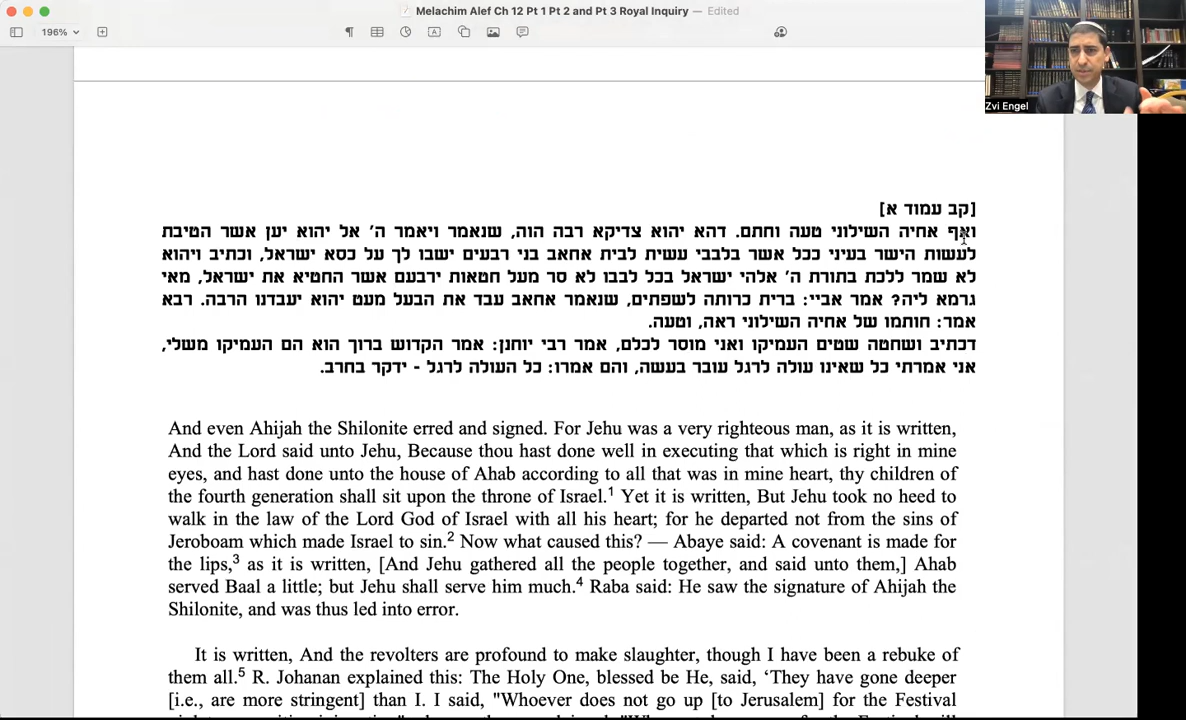 Melachim Alef Ch 12 Pt 1 Pt 2 and Pt 3 Royal Inquiry — Edited
196%
Zvi Engel
[קב עמוד א]
ואף אחיה השילוני טעה וחתם. דהא יהוא צדיקא רבה הוה, שנאמר ויאמר ה׳ אל יהוא יען אשר הטיבת
לעשות הישר בעיני ככל אשר בלבבי עשית לבית אחאב בני רבעים ישבו לך על כסא ישראל, וכתיב ויהוא
לא שמר ללכת בתורת ה׳ אלהי ישראל בכל לבבו לא סר מעל חטאות ירבעם אשר החטיא את ישראל, מאי
גרמא ליה? אמר אביי: ברית כרותה לשפתים, שנאמר אחאב עבד את הבעל מעט יהוא יעבדנו הרבה. רבא
אמר: חותמו של אחיה השילוני ראה, וטעה.
דכתיב ושחטה שטים העמיקו ואני מוסר לכלם, אמר רבי יוחנן: אמר הקדוש ברוך הוא הם העמיקו משלי,
אני אמרתי כל שאינו עולה לרגל עובר בעשה, והם אמרו: כל העולה לרגל - ידקר בחרב.
And even Ahijah the Shilonite erred and signed. For Jehu was a very righteous man, as it is written,
And the Lord said unto Jehu, Because thou hast done well in executing that which is right in mine
eyes, and hast done unto the house of Ahab according to all that was in mine heart, thy children of
the fourth generation shall sit upon the throne of Israel.1 Yet it is written, But Jehu took no heed to
walk in the law of the Lord God of Israel with all his heart; for he departed not from the sins of
Jeroboam which made Israel to sin.2 Now what caused this? — Abaye said: A covenant is made for
the lips,3 as it is written, [And Jehu gathered all the people together, and said unto them,] Ahab
served Baal a little; but Jehu shall serve him much.4 Raba said: He saw the signature of Ahijah the
Shilonite, and was thus led into error.
It is written, And the revolters are profound to make slaughter, though I have been a rebuke of
them all.5 R. Johanan explained this: The Holy One, blessed be He, said, ‘They have gone deeper
[i.e., are more stringent] than I. I said, "Whoever does not go up [to Jerusalem] for the Festival